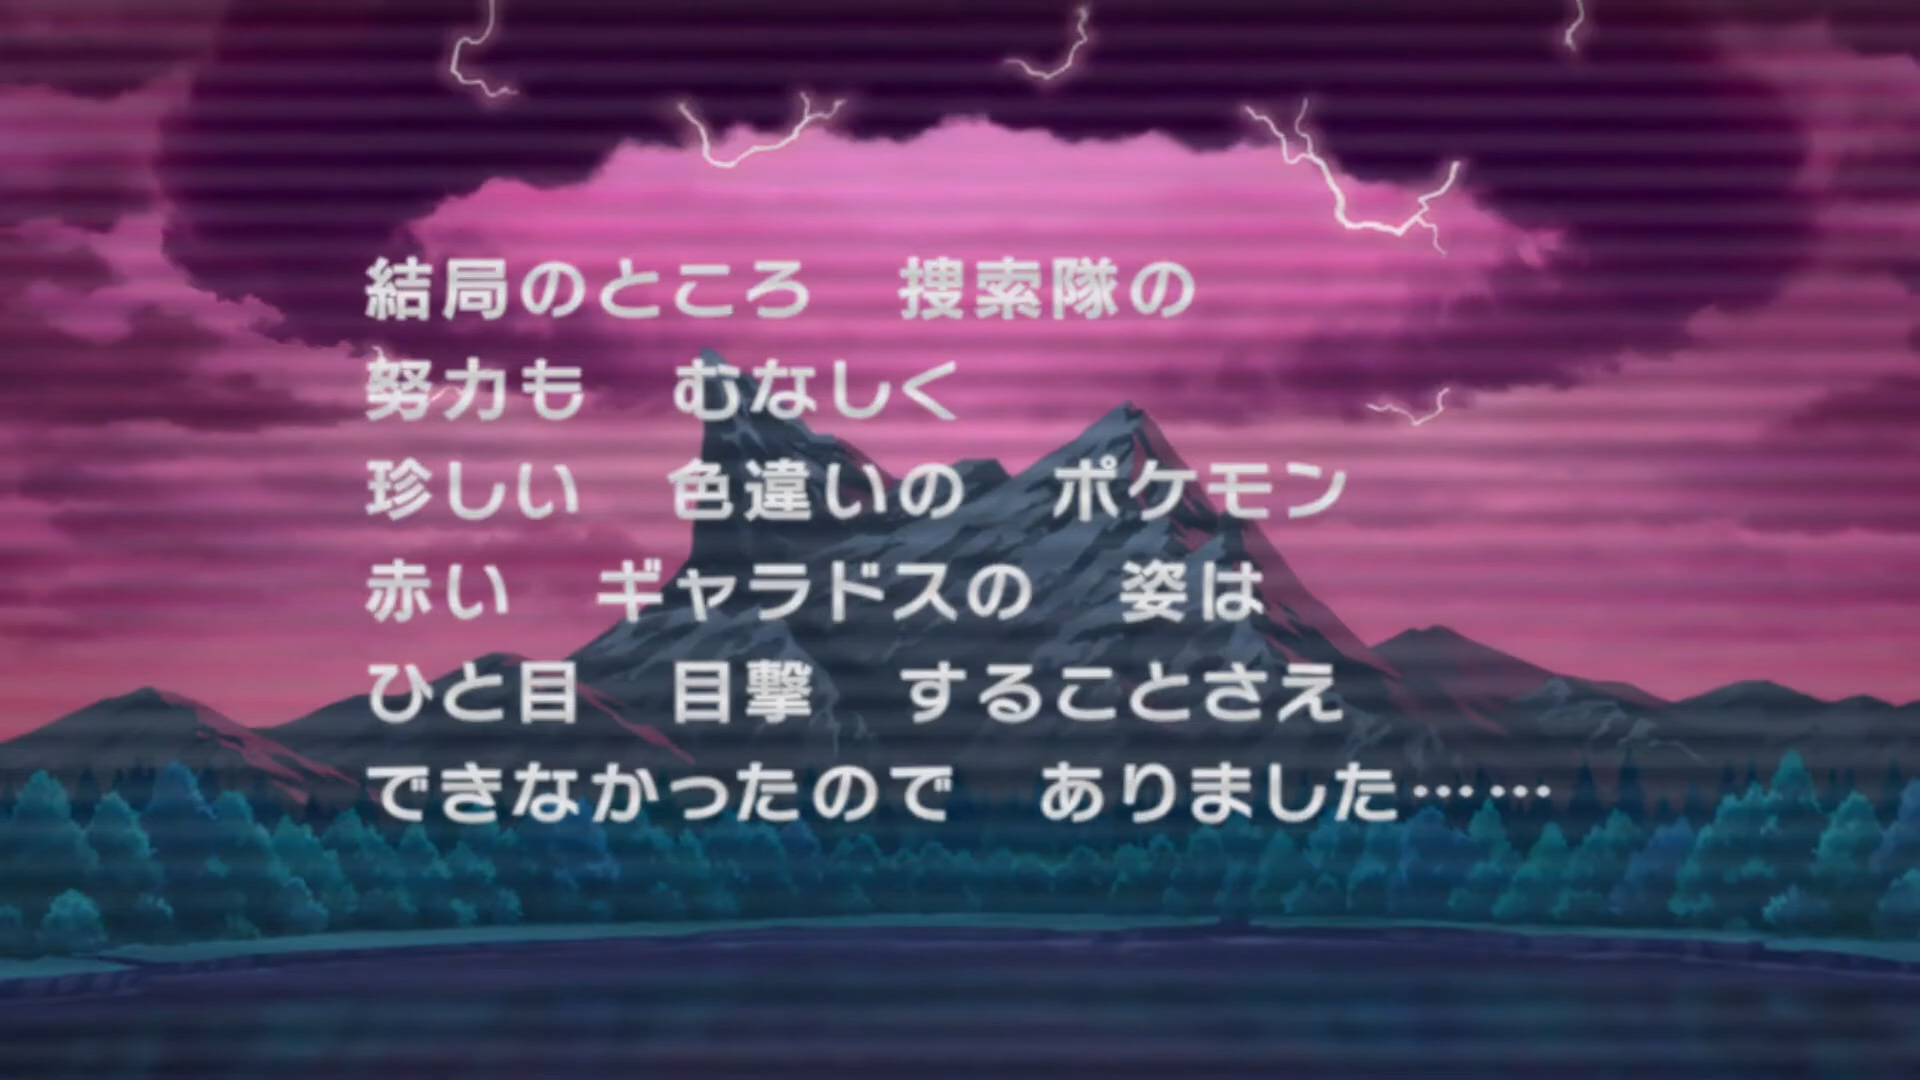 結局のところ　捜索隊の
努力も　むなしく
珍しい　色違いの　ポケモン
赤い　ギャラドスの　姿は
ひと目　目撃　することさえ
できなかったので　ありました……